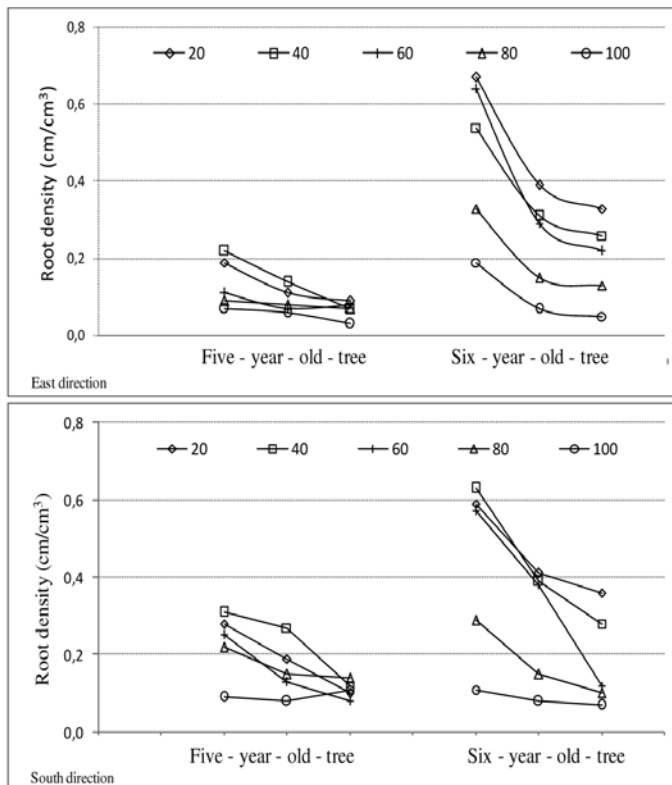 0,8
20 40 60 80 100
0,6
0,4
0,2
0,0
Root density (cm/cm³)
Five - year - old - tree Six - year - old - tree
East direction
0,8
20 40 60 80 100
0,6
0,4
0,2
0,0
Root density (cm/cm³)
Five - year - old - tree Six - year - old - tree
South direction